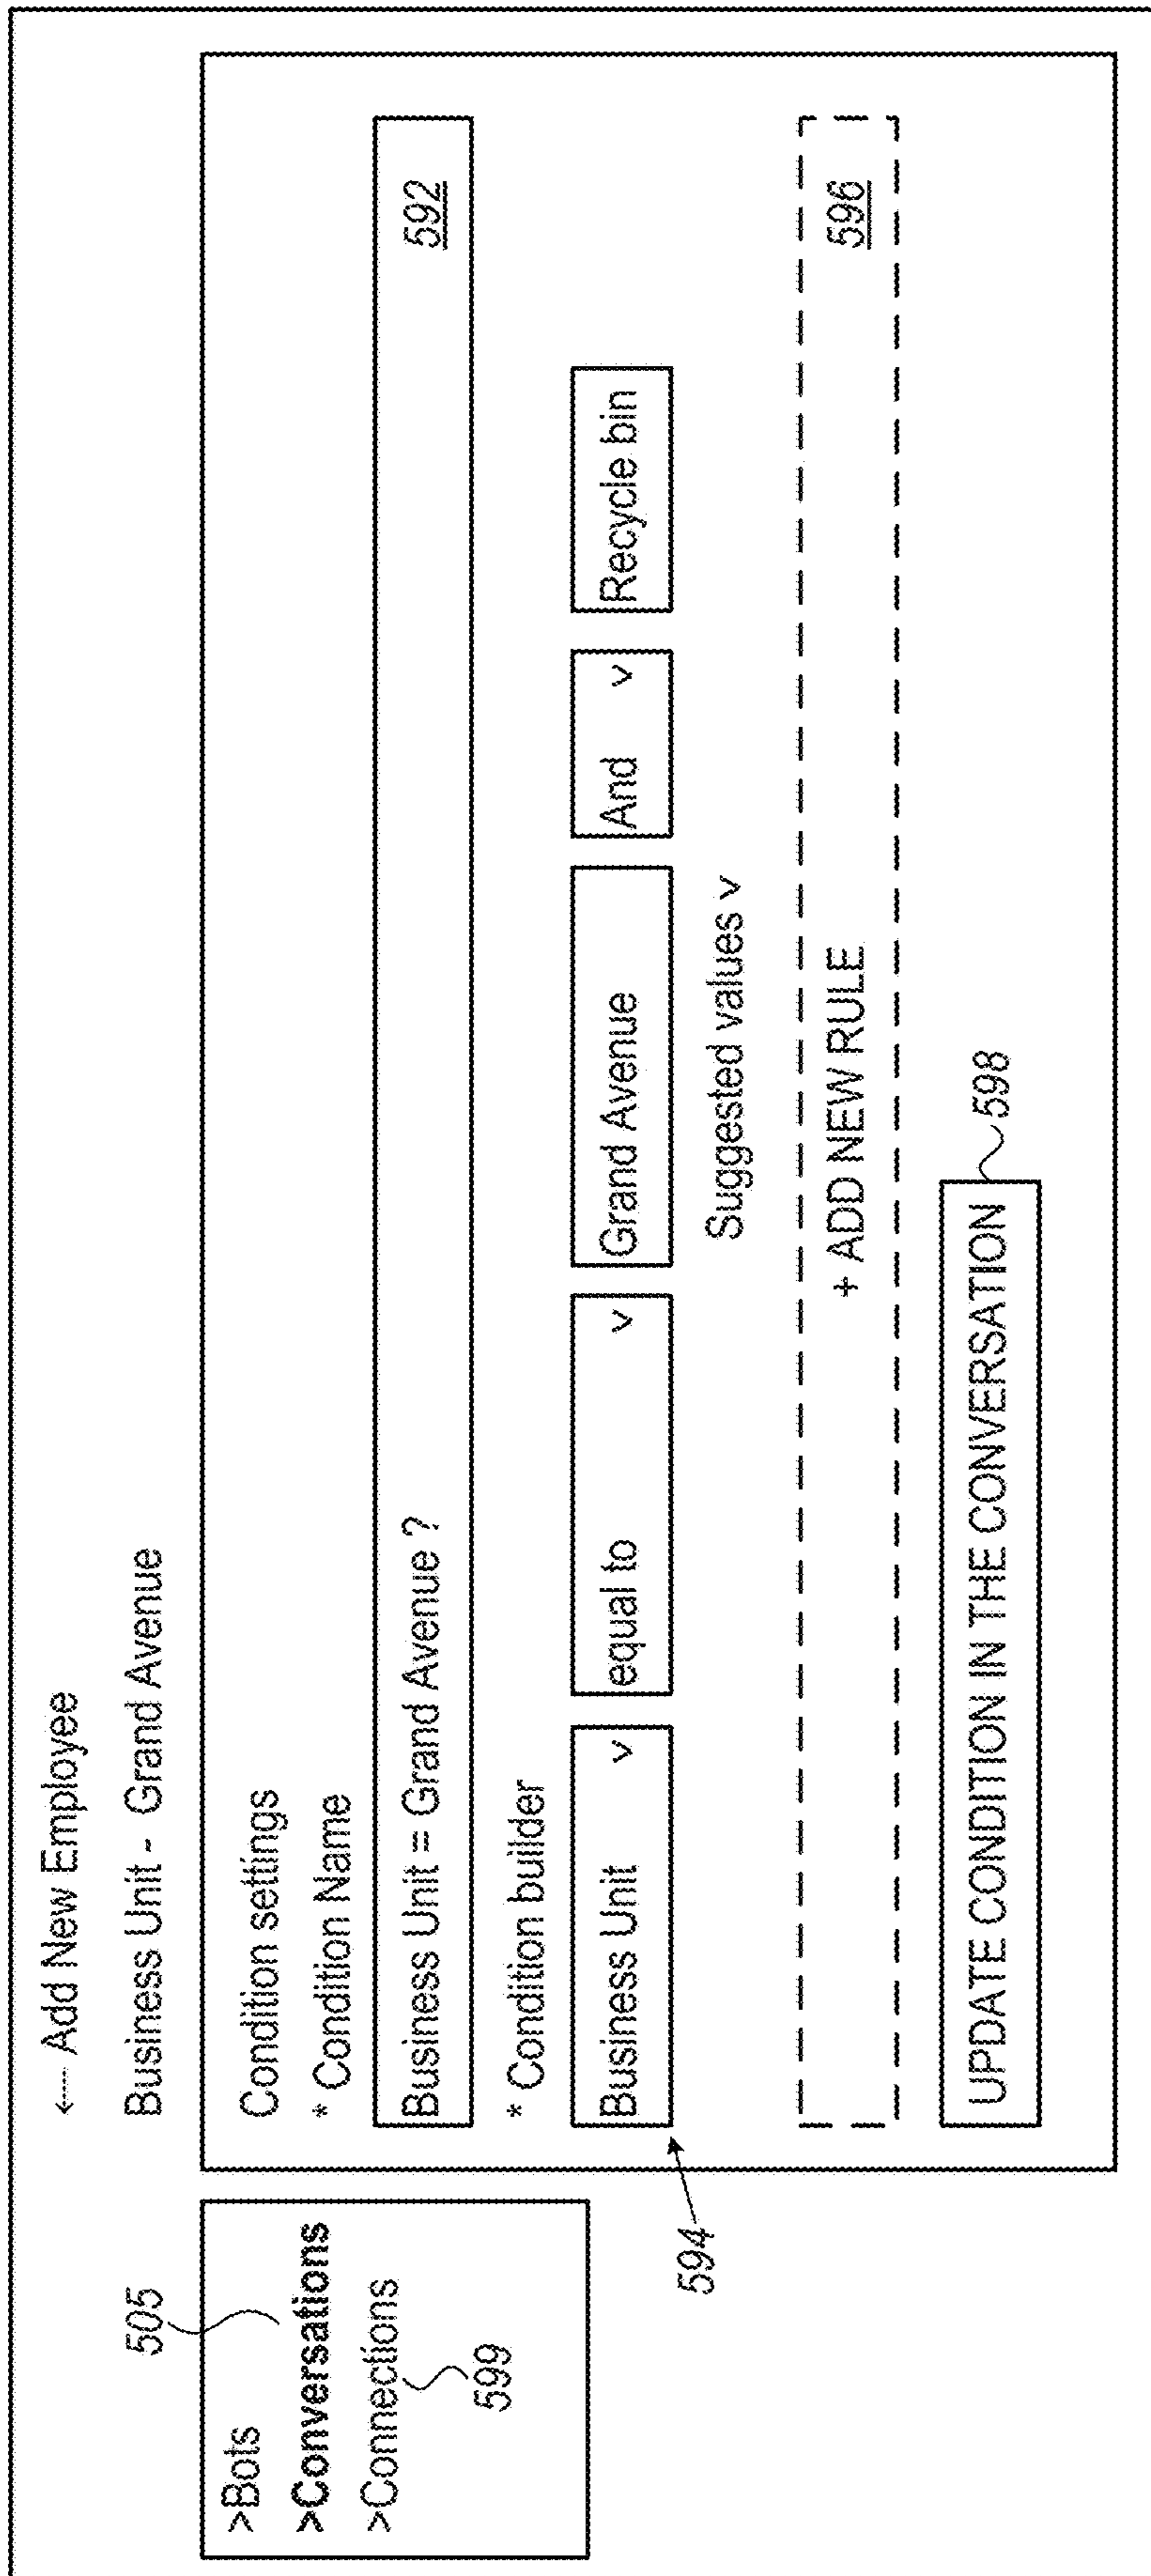 ← Add New Employee
Business Unit - Grand Avenue
505
>Bots
>Conversations
>Connections
599
Condition settings
* Condition Name
Business Unit = Grand Avenue ? 592
* Condition builder
Business Unit v equal to v Grand Avenue And v Recycle bin
594
Suggested values v
+ ADD NEW RULE 596
UPDATE CONDITION IN THE CONVERSATION 598